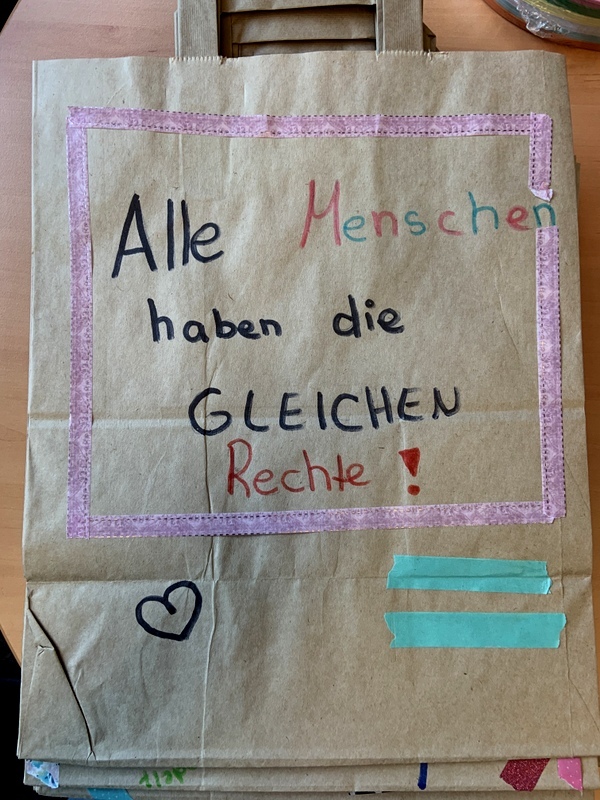 Alle Menschen
haben die
GLEICHEN
Rechte!